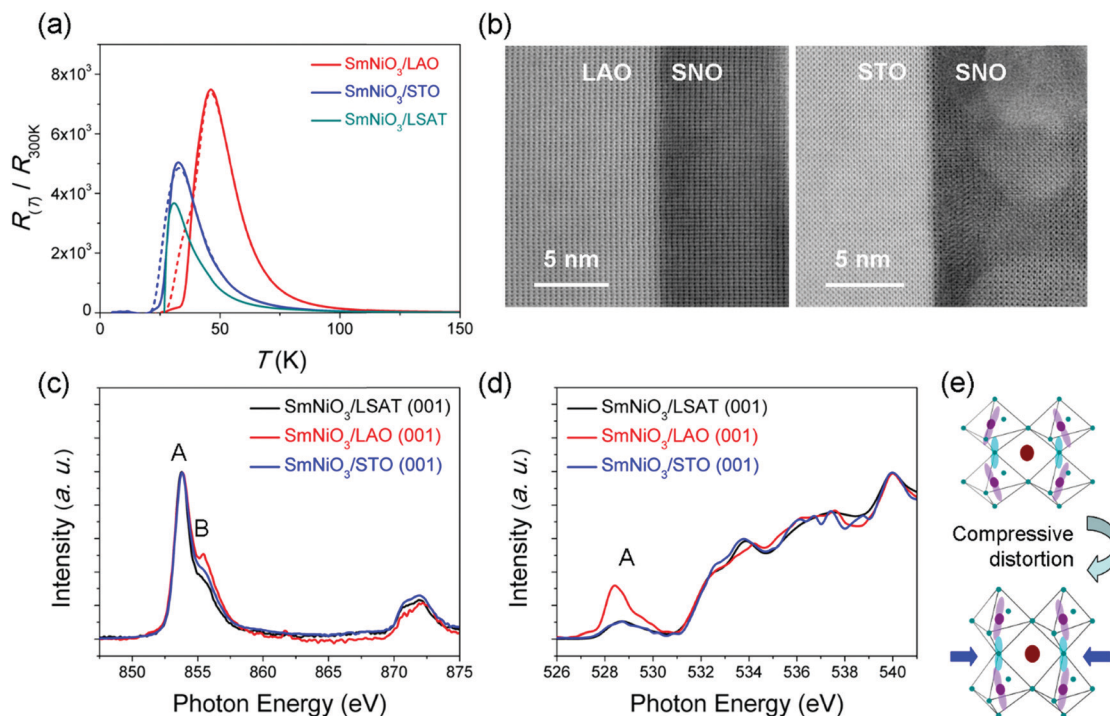 (a)
SmNiO₃/LAO
SmNiO₃/STO
SmNiO₃/LSAT
8x10³
6x10³
4x10³
2x10³
0
R(T) / R300K
0 50 100 150
T (K)
(b)
LAO SNO
5 nm
STO SNO
5 nm
(c)
SmNiO₃/LSAT (001)
SmNiO₃/LAO (001)
SmNiO₃/STO (001)
A
B
Intensity (a. u.)
850 855 860 865 870 875
Photon Energy (eV)
(d)
SmNiO₃/LSAT (001)
SmNiO₃/LAO (001)
SmNiO₃/STO (001)
A
Intensity (a. u.)
526 528 530 532 534 536 538 540
Photon Energy (eV)
(e)
Compressive
distortion